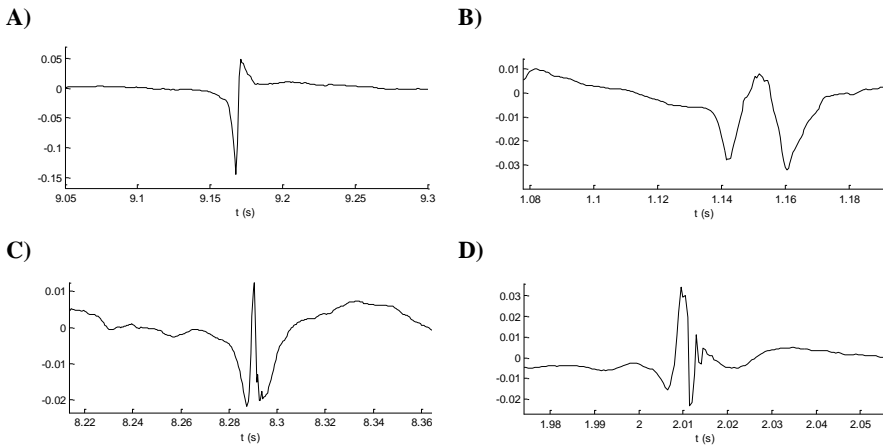 A)
0.05
0
-0.05
-0.1
-0.15
9.05 9.1 9.15 9.2 9.25 9.3
t (s)
B)
0.01
0
-0.01
-0.02
-0.03
1.08 1.1 1.12 1.14 1.16 1.18
t (s)
C)
0.01
0
-0.01
-0.02
8.22 8.24 8.26 8.28 8.3 8.32 8.34 8.36
t (s)
D)
0.03
0.02
0.01
0
-0.01
-0.02
1.98 1.99 2 2.01 2.02 2.03 2.04 2.05
t (s)